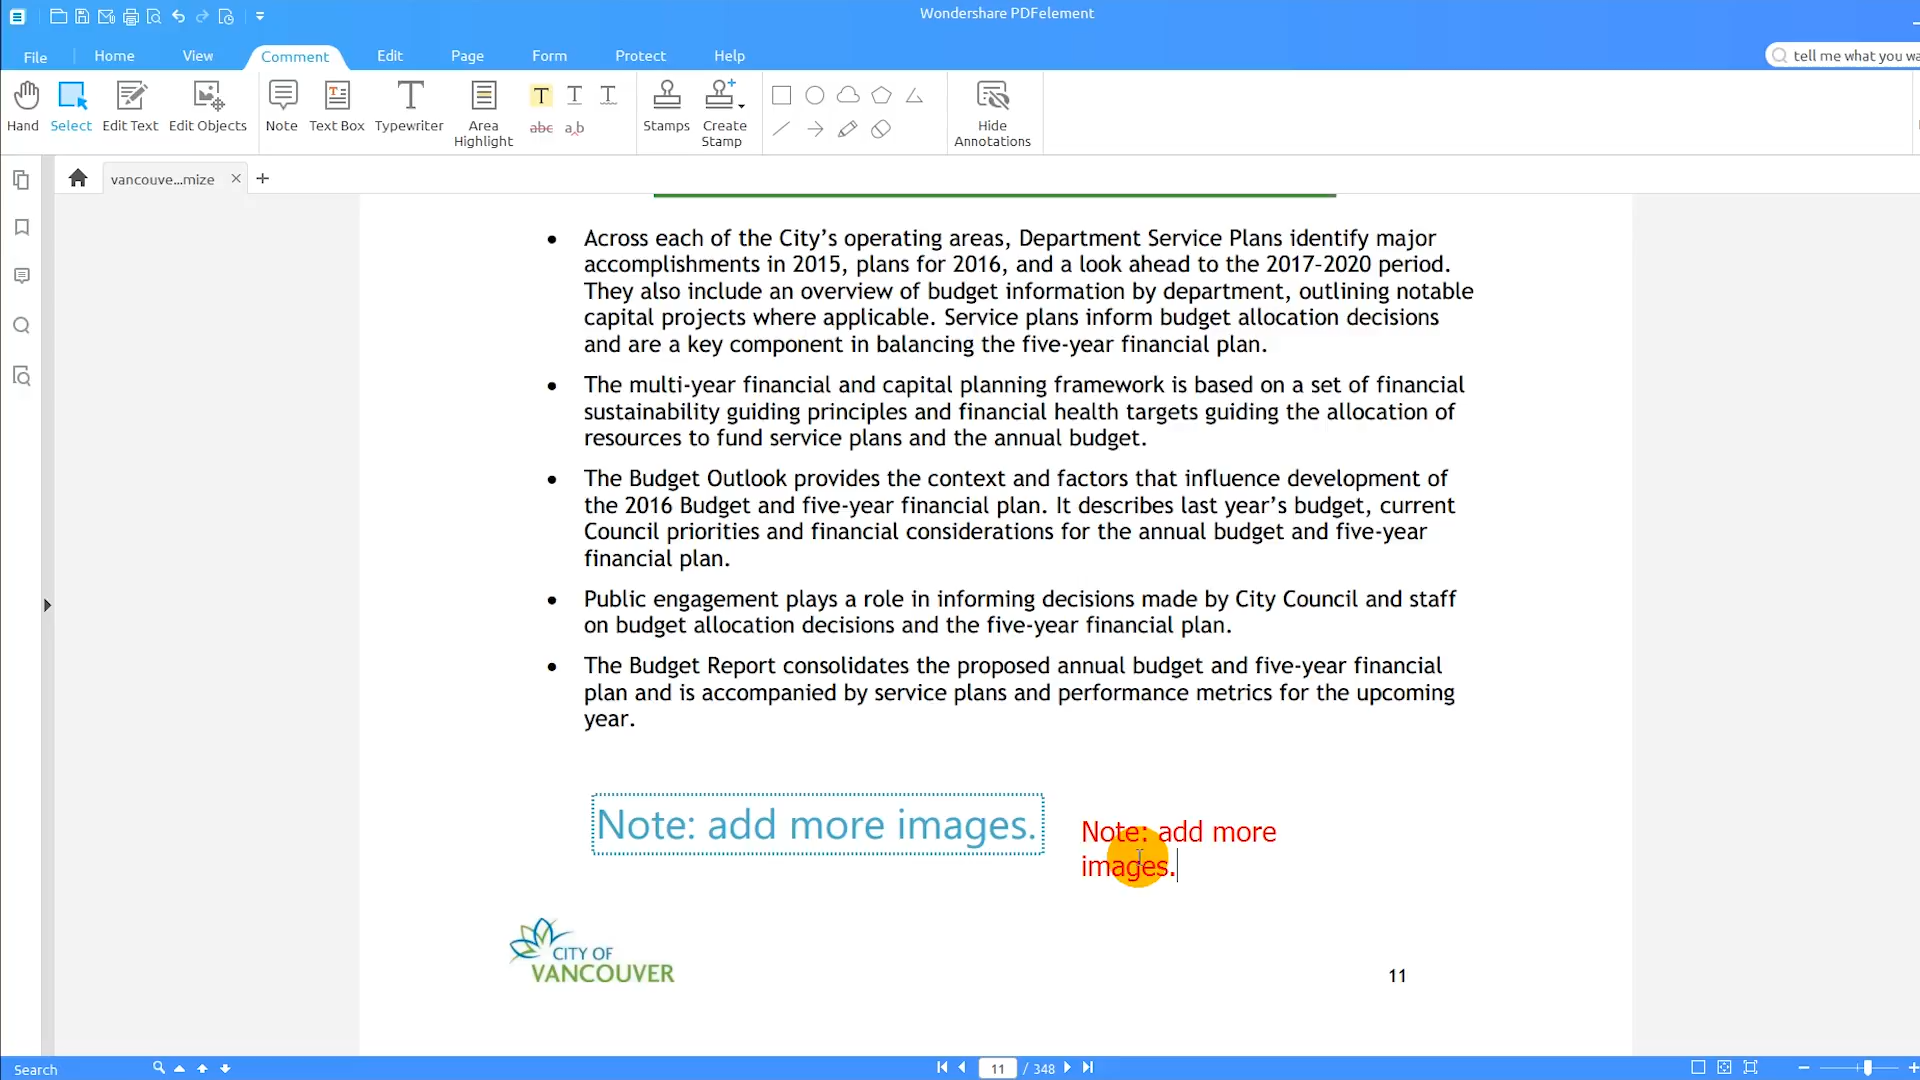 Wondershare PDFelement
File Home View Comment Edit Page Form Protect Help
tell me what you wa
Hand Select Edit Text Edit Objects Note Text Box Typewriter Area Highlight T T T abc ab Stamps Create Stamp Hide Annotations
vancouve...mize
• Across each of the City’s operating areas, Department Service Plans identify major
accomplishments in 2015, plans for 2016, and a look ahead to the 2017–2020 period.
They also include an overview of budget information by department, outlining notable
capital projects where applicable. Service plans inform budget allocation decisions
and are a key component in balancing the five-year financial plan.
• The multi-year financial and capital planning framework is based on a set of financial
sustainability guiding principles and financial health targets guiding the allocation of
resources to fund service plans and the annual budget.
• The Budget Outlook provides the context and factors that influence development of
the 2016 Budget and five-year financial plan. It describes last year’s budget, current
Council priorities and financial considerations for the annual budget and five-year
financial plan.
• Public engagement plays a role in informing decisions made by City Council and staff
on budget allocation decisions and the five-year financial plan.
• The Budget Report consolidates the proposed annual budget and five-year financial
plan and is accompanied by service plans and performance metrics for the upcoming
year.
Note: add more images.
Note: add more
images.
CITY OF
VANCOUVER
11
Search
11 / 348